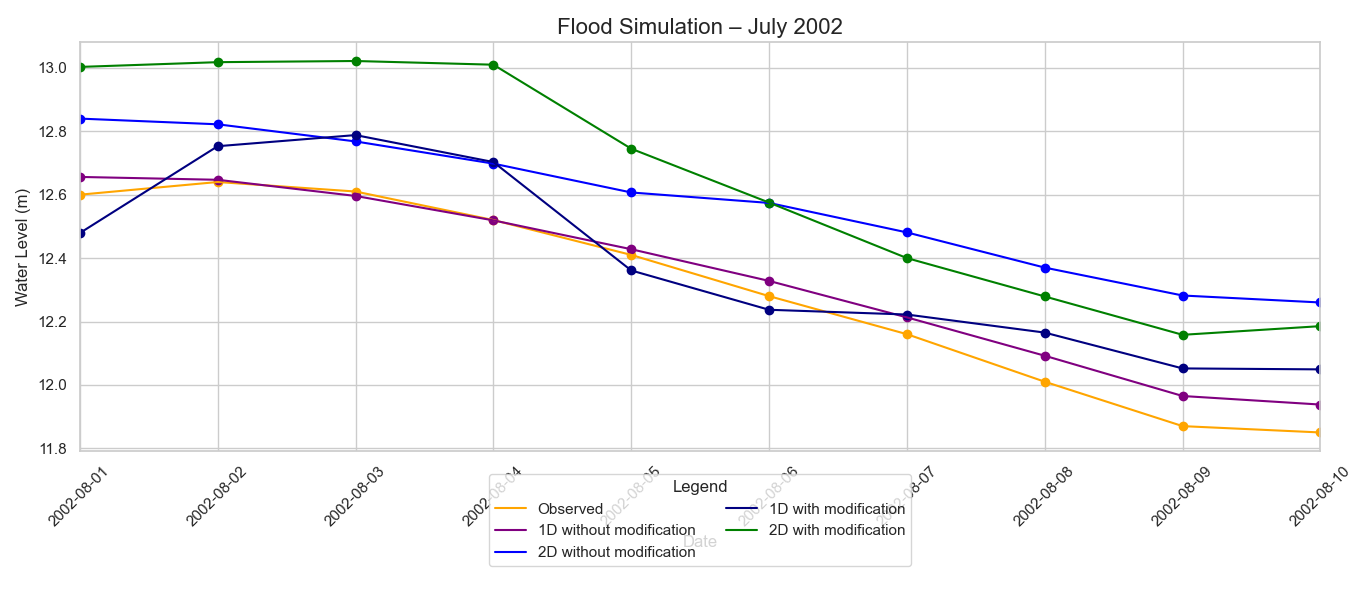 Flood Simulation – July 2002
Water Level (m)
13.0
12.8
12.6
12.4
12.2
12.0
11.8
2002-08-01
2002-08-02
2002-08-03
2002-08-04
2002-08-05
2002-08-06
2002-08-07
2002-08-08
2002-08-09
2002-08-10
Date
Legend
Observed
1D without modification
2D without modification
1D with modification
2D with modification